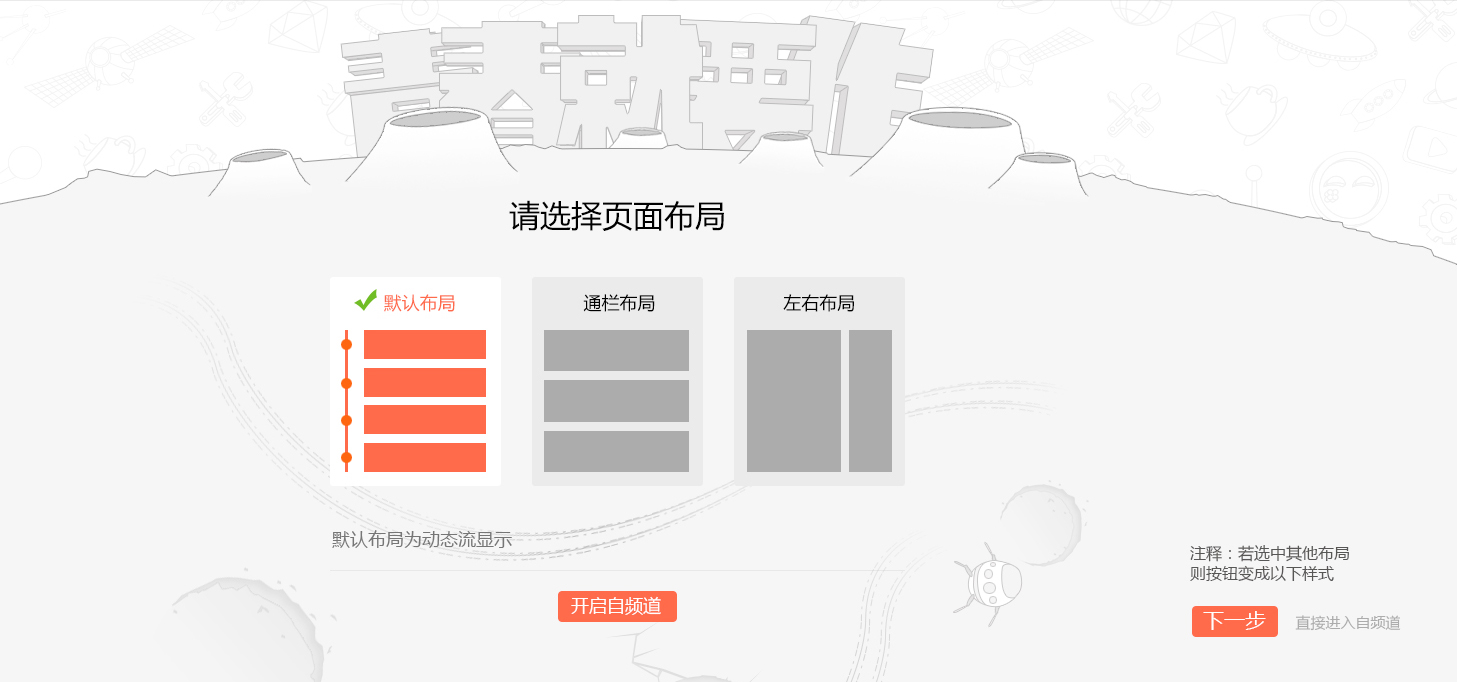 青春就要作
请选择页面布局
默认布局
通栏布局
左右布局
默认布局为动态流显示
开启自频道
注释：若选中其他布局
则按钮变成以下样式
下一步
直接进入自频道